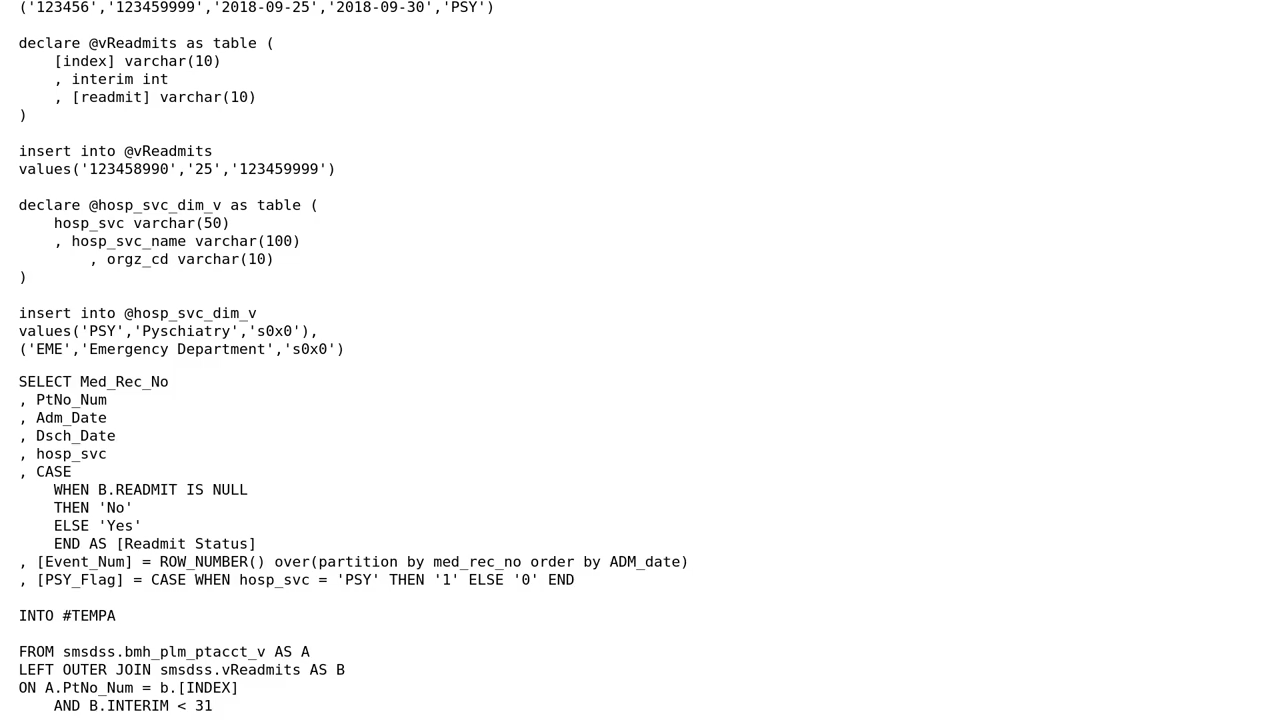 ('123456','123459999','2018-09-25','2018-09-30','PSY')
declare @vReadmits as table (
    [index] varchar(10)
    , interim int
    , [readmit] varchar(10)
)
insert into @vReadmits
values('123458990','25','123459999')
declare @hosp_svc_dim_v as table (
    hosp_svc varchar(50)
    , hosp_svc_name varchar(100)
        , orgz_cd varchar(10)
)
insert into @hosp_svc_dim_v
values('PSY','Pyschiatry','s0x0'),
('EME','Emergency Department','s0x0')
SELECT Med_Rec_No
, PtNo_Num
, Adm_Date
, Dsch_Date
, hosp_svc
, CASE
    WHEN B.READMIT IS NULL
    THEN 'No'
    ELSE 'Yes'
    END AS [Readmit Status]
, [Event_Num] = ROW_NUMBER() over(partition by med_rec_no order by ADM_date)
, [PSY_Flag] = CASE WHEN hosp_svc = 'PSY' THEN '1' ELSE '0' END
INTO #TEMPA
FROM smsdss.bmh_plm_ptacct_v AS A
LEFT OUTER JOIN smsdss.vReadmits AS B
ON A.PtNo_Num = b.[INDEX]
    AND B.INTERIM < 31